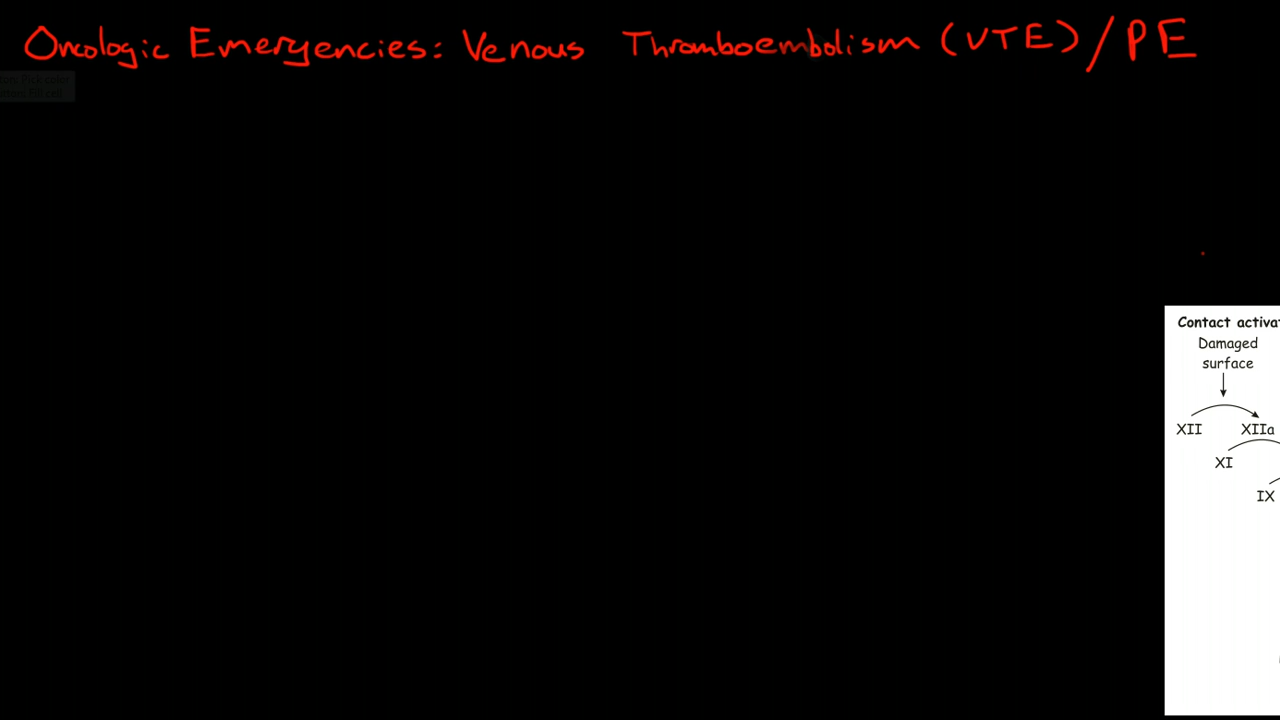 Oncologic Emergencies: Venous Thromboembolism (VTE)/PE
Contact activat
Damaged
surface
XII XIIa
XI
IX